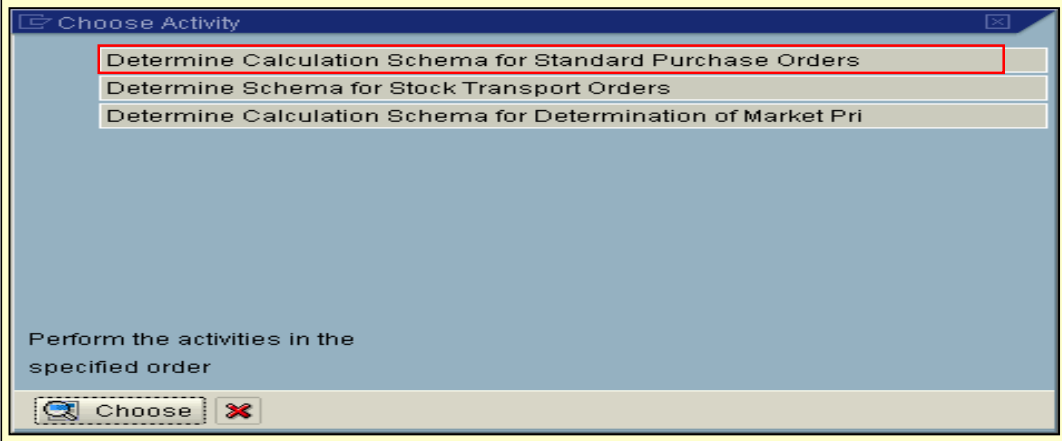 Choose Activity
Determine Calculation Schema for Standard Purchase Orders
Determine Schema for Stock Transport Orders
Determine Calculation Schema for Determination of Market Pri
Perform the activities in the
specified order
Choose